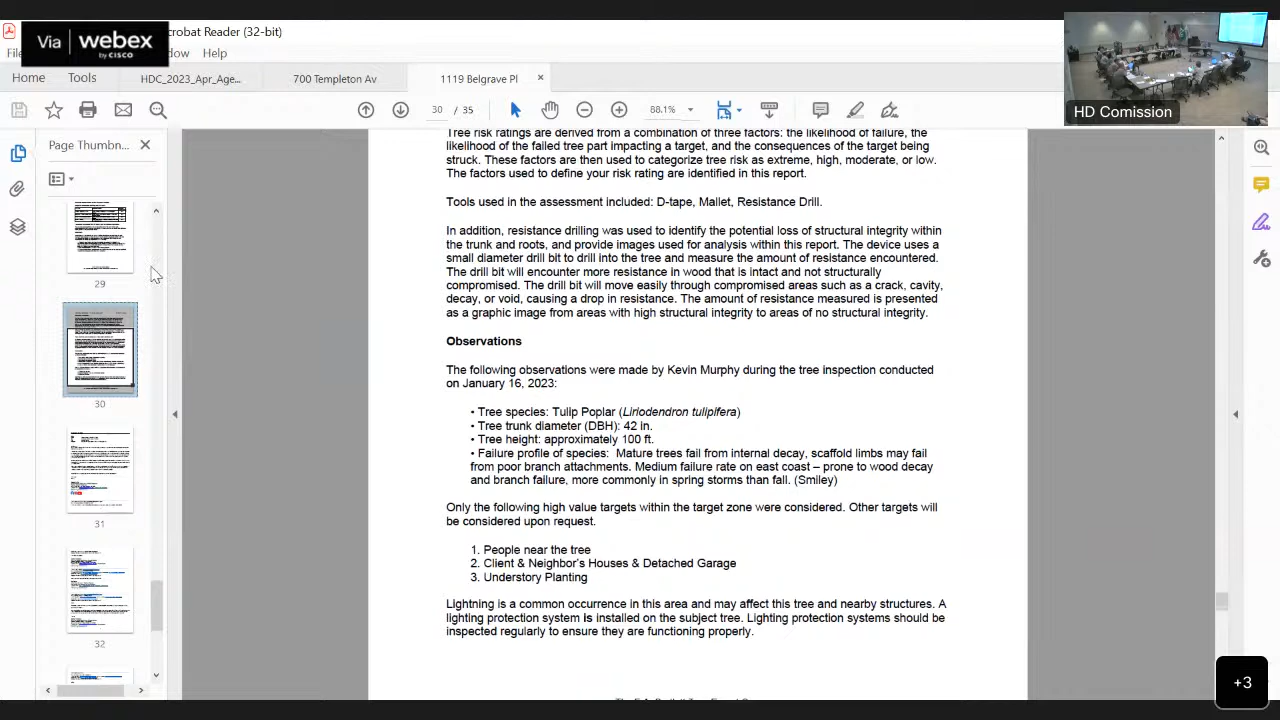 Via webex
by CISCO
crobat Reader (32-bit)
dow Help
Home Tools HDC_2023_Apr_Age... 700 Templeton Av 1119 Belgrave Pl
30 / 35 88.1%
HD Comission
Page Thumbn...
29
30
31
32
Tree risk ratings are derived from a combination of three factors: the likelihood of failure, the
likelihood of the failed tree part impacting a target, and the consequences of the target being
struck. These factors are then used to categorize tree risk as extreme, high, moderate, or low.
The factors used to define your risk rating are identified in this report.
Tools used in the assessment included: D-tape, Mallet, Resistance Drill.
In addition, resistance drilling was used to identify the potential loss of structural integrity within
the trunk and roots, and provide images used for analysis within this report. The device uses a
small diameter drill bit to drill into the tree and measure the amount of resistance encountered.
The drill bit will encounter more resistance in wood that is intact and not structurally
compromised. The drill bit will move easily through compromised areas such as a crack, cavity,
decay, or void, causing a drop in resistance. The amount of resistance measured is presented
as a graphic image from areas with high structural integrity to areas of no structural integrity.
Observations
The following observations were made by Kevin Murphy during the tree inspection conducted
on January 16, 2023:
• Tree species: Tulip Poplar (Liriodendron tulipifera)
• Tree trunk diameter (DBH): 42 in.
• Tree height: approximately 100 ft.
• Failure profile of species: Mature trees fail from internal decay, scaffold limbs may fail
from poor branch attachments. Medium failure rate on east coast – prone to wood decay
and branch failure, more commonly in spring storms than fall. (Smiley)
Only the following high value targets within the target zone were considered. Other targets will
be considered upon request.
1. People near the tree
2. Client & Neighbor's Houses & Detached Garage
3. Understory Planting
Lightning is a common occurrence in this area and may affect this tree and nearby structures. A
lighting protection system is installed on the subject tree. Lighting protection systems should be
inspected regularly to ensure they are functioning properly.
+3